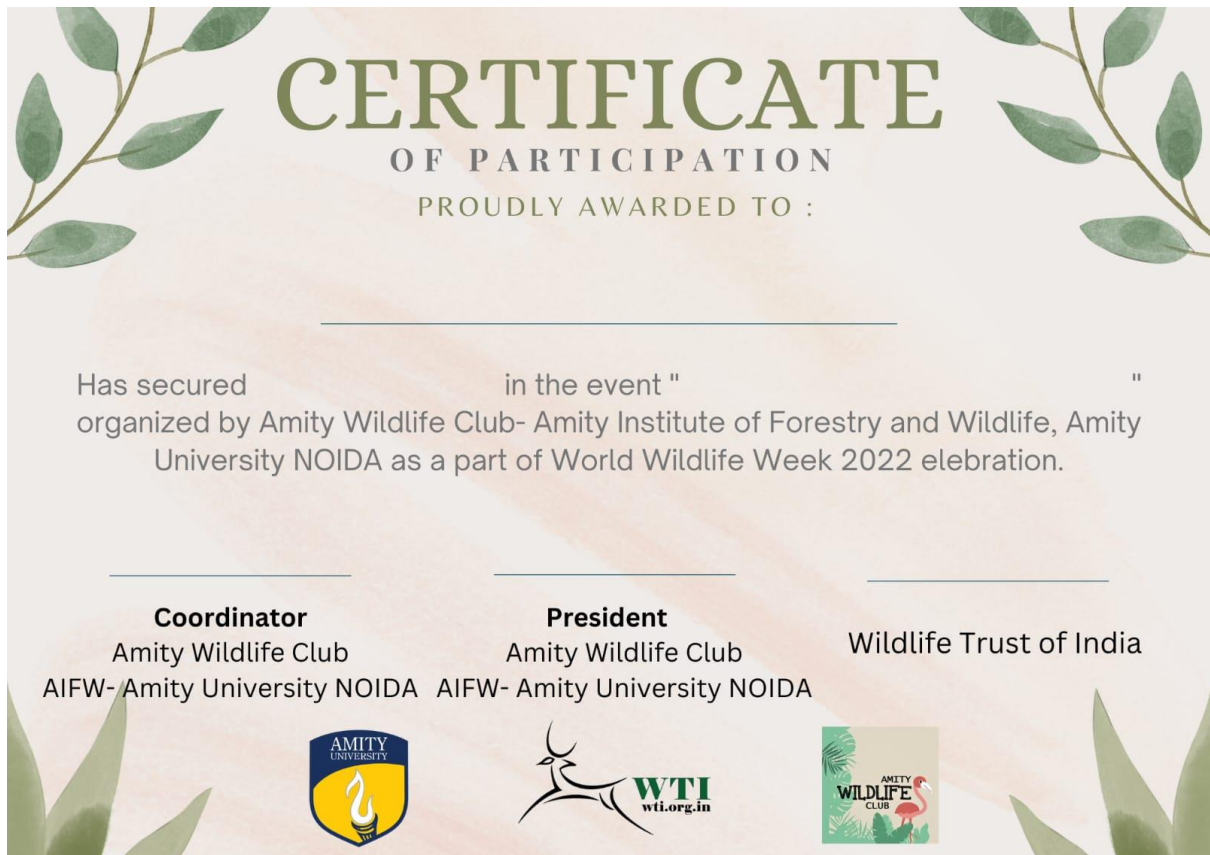 CERTIFICATE
OF PARTICIPATION
PROUDLY AWARDED TO :
Has secured in the event " "
organized by Amity Wildlife Club- Amity Institute of Forestry and Wildlife, Amity
University NOIDA as a part of World Wildlife Week 2022 elebration.
Coordinator
Amity Wildlife Club
AIFW- Amity University NOIDA
President
Amity Wildlife Club
AIFW- Amity University NOIDA
Wildlife Trust of India
AMITY
UNIVERSITY
WTI
wti.org.in
AMITY
WILDLIFE
CLUB